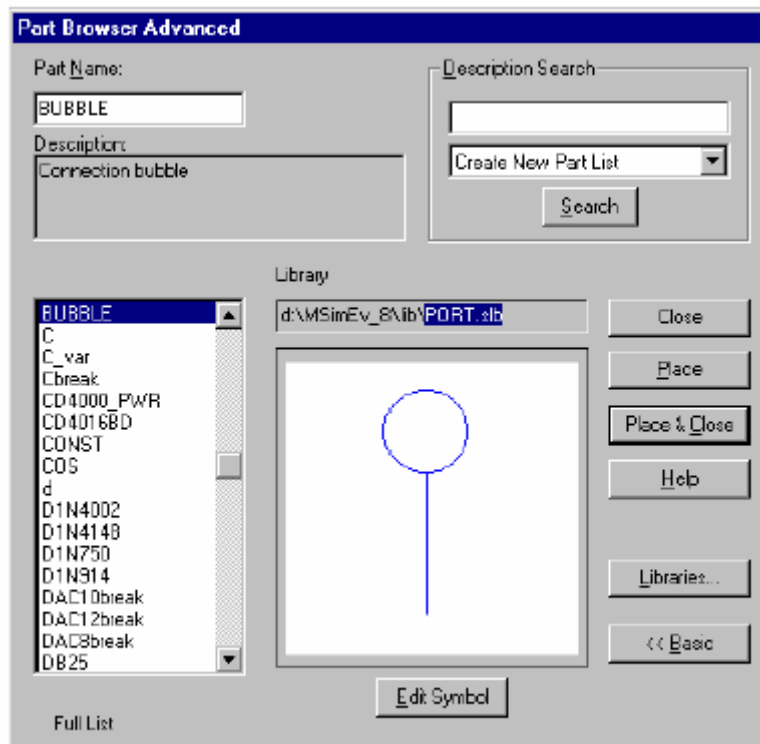 Part Browser Advanced
Part Name:
BUBBLE
Description:
Connection bubble
Description Search
Create New Part List
Search
Library
d:\MSimEv_8\lib\PORT.slb
BUBBLE
C
C_var
Cbreak
CD4000_PWR
CD4016BD
CONST
COS
d
D1N4002
D1N4148
D1N750
D1N914
DAC10break
DAC12break
DAC8break
DB25
Full List
Edit Symbol
Close
Place
Place & Close
Help
Libraries...
<< Basic